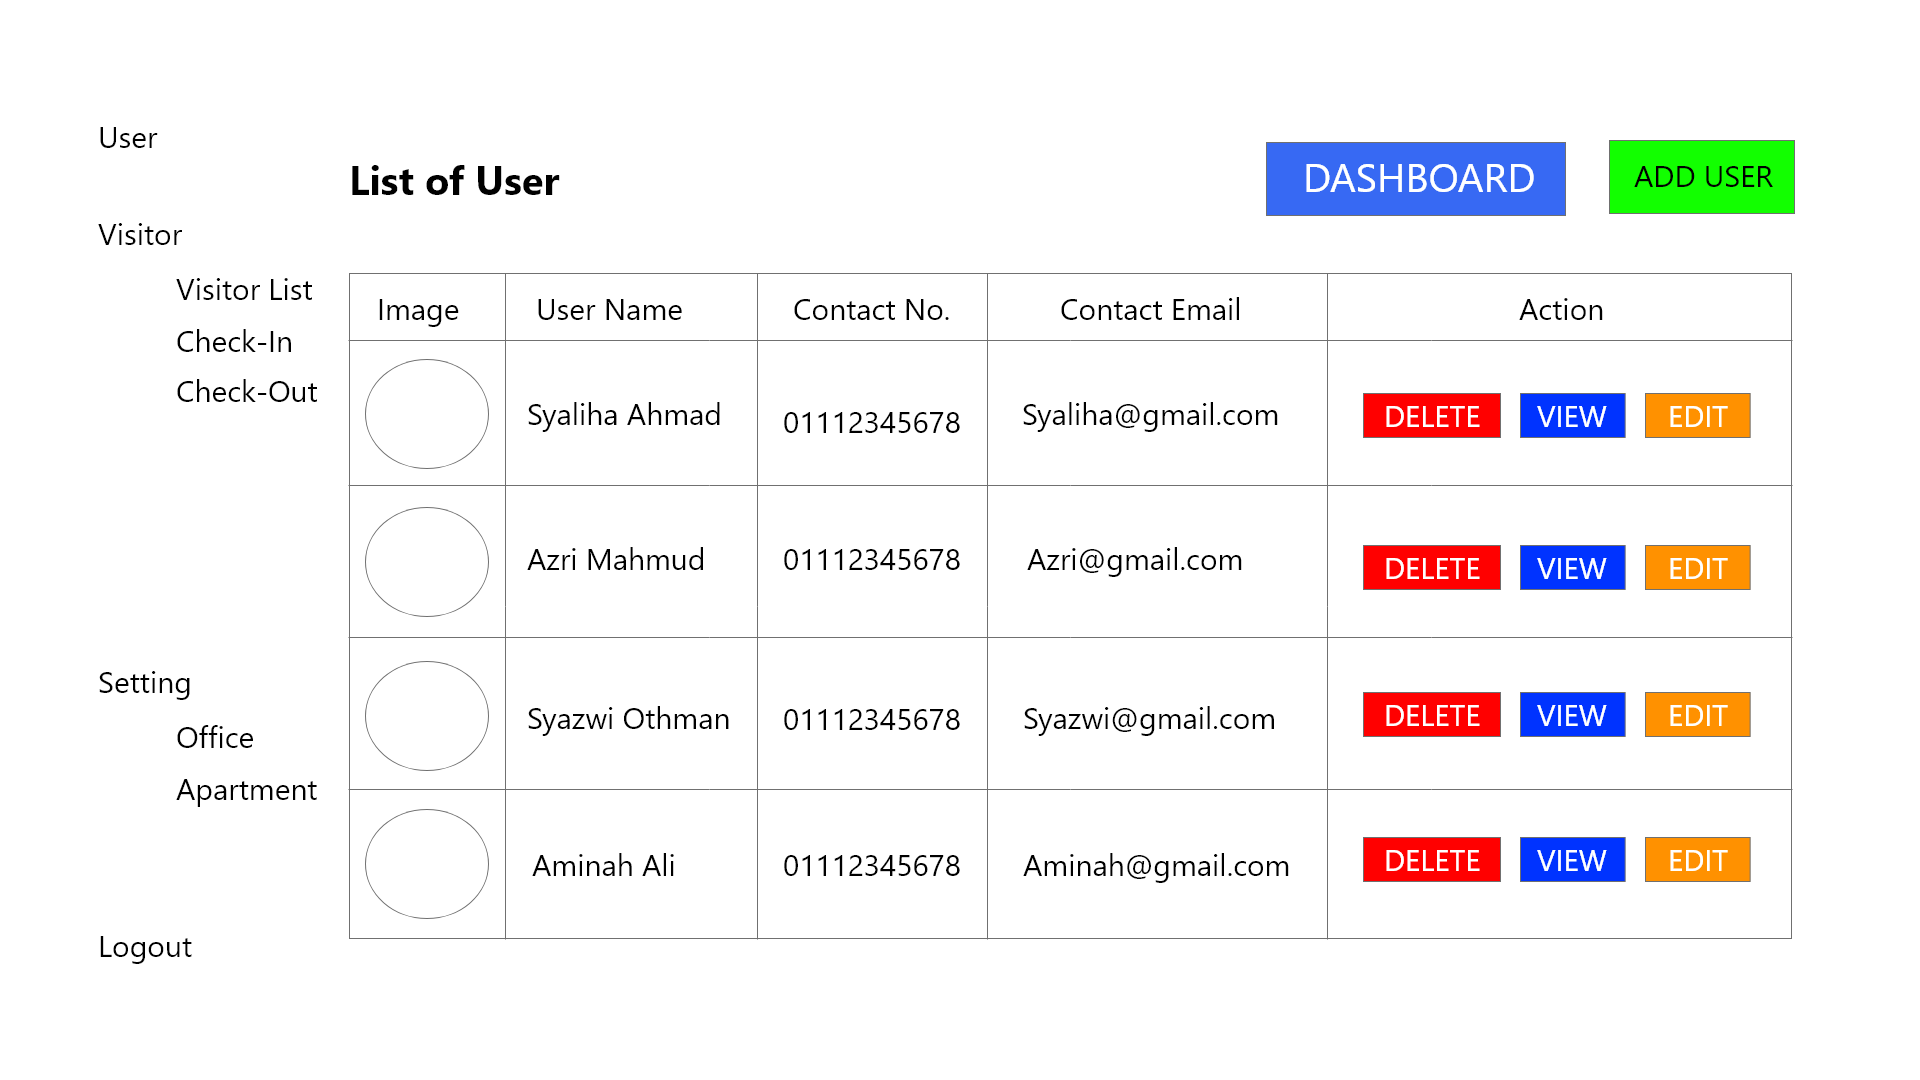 User
List of User
DASHBOARD
ADD USER
Visitor
Visitor List
Check-In
Check-Out
Setting
Office
Apartment
Logout
Image User Name Contact No. Contact Email Action
Syaliha Ahmad 01112345678 Syaliha@gmail.com DELETE VIEW EDIT
Azri Mahmud 01112345678 Azri@gmail.com DELETE VIEW EDIT
Syazwi Othman 01112345678 Syazwi@gmail.com DELETE VIEW EDIT
Aminah Ali 01112345678 Aminah@gmail.com DELETE VIEW EDIT